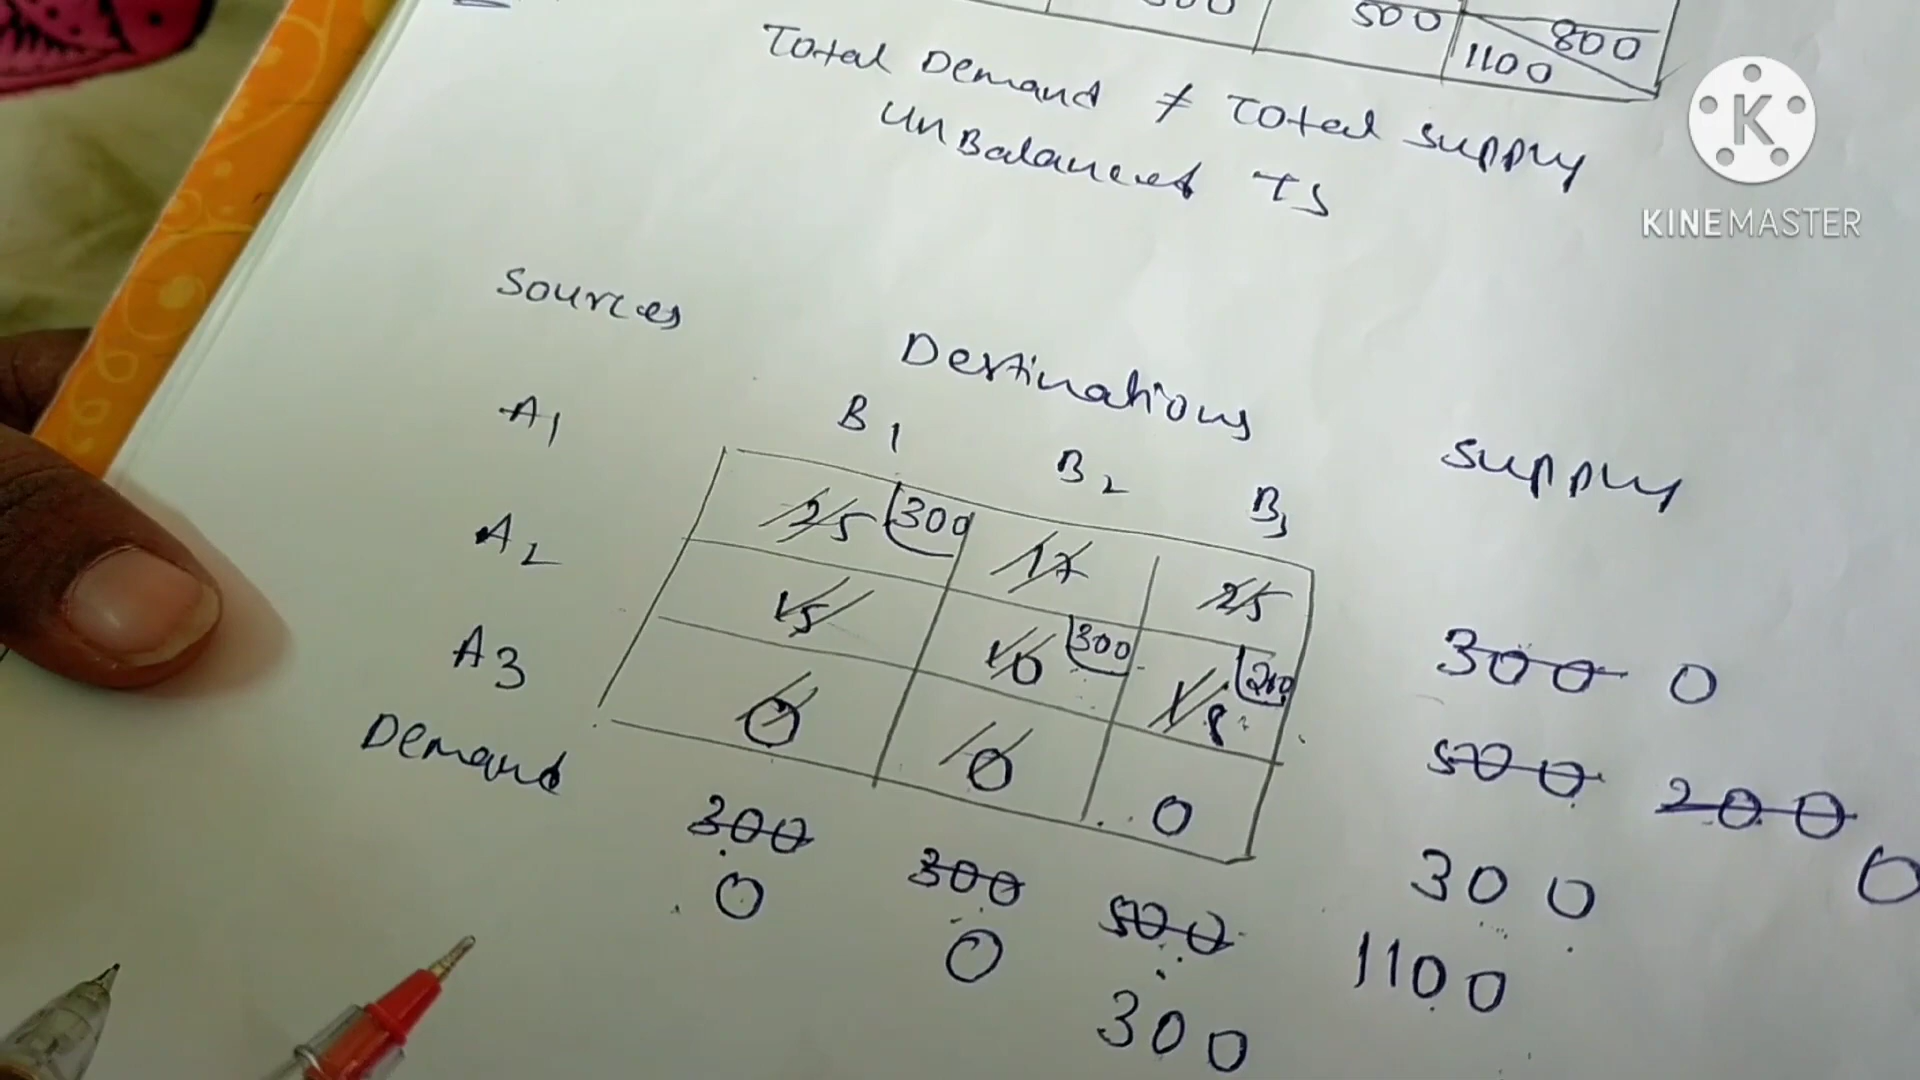 500 800
1100
Total Demand ≠ Total supply
UnBalanced TS
Sources
Destinations
A1 B1 B2 B3 supply
25 300 17 25 300 0
A2 15 10 300 18 200 500 200 0
A3 0 0 0 300
Demand 300 300 500 1100
0 0 300
K
KINEMASTER